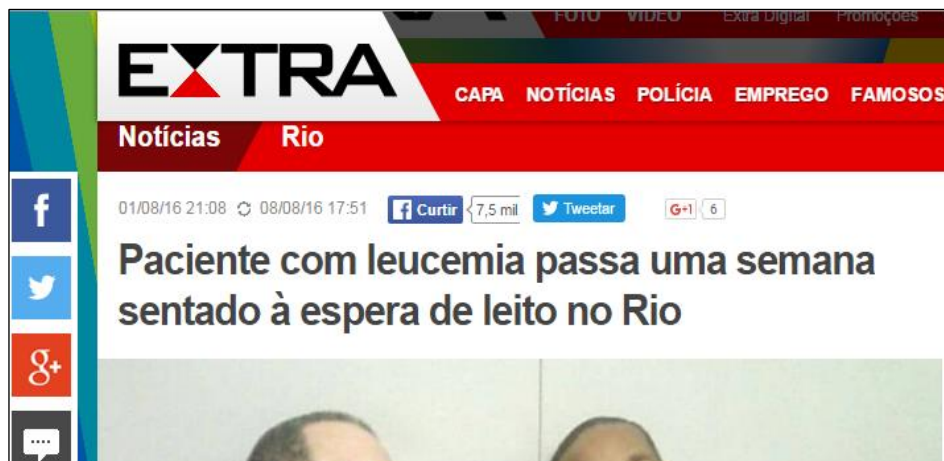 FOTO VIDEO Extra Digital Promoções
EXTRA
CAPA NOTÍCIAS POLÍCIA EMPREGO FAMOSOS
Notícias Rio
01/08/16 21:08 08/08/16 17:51 Curtir 7,5 mil Tweetar G+1 6
Paciente com leucemia passa uma semana
sentado à espera de leito no Rio